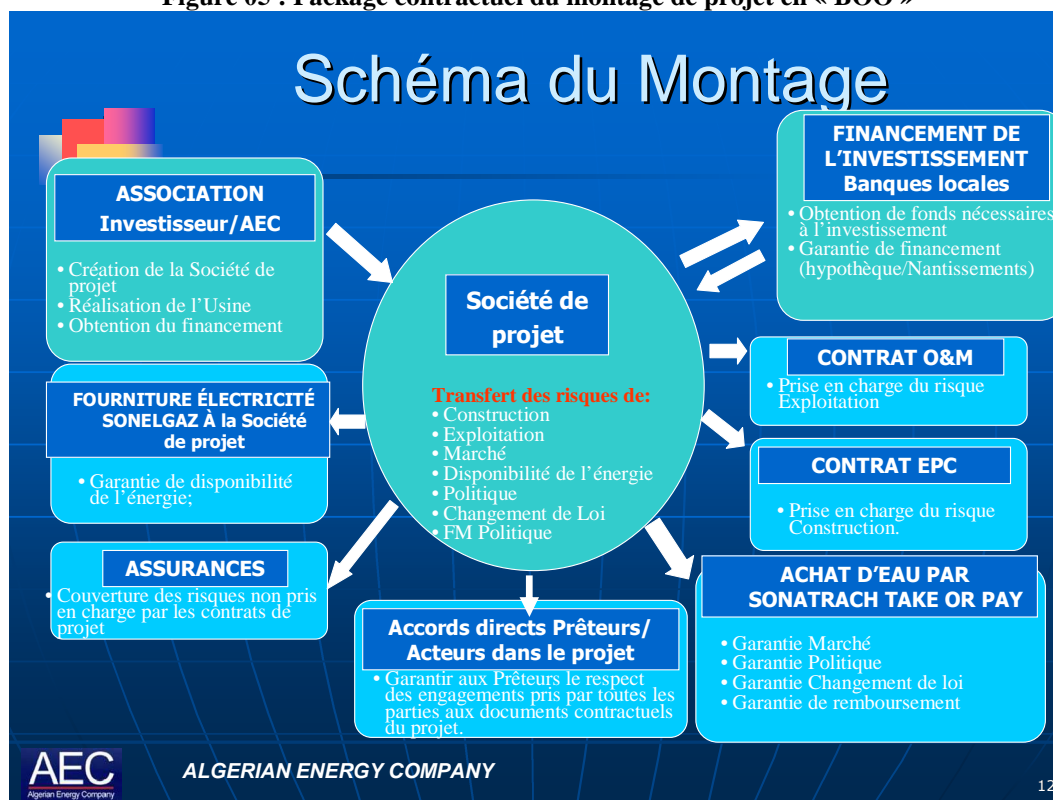 Figure 05 : Package contractuel du montage de projet en « BOO »
Schéma du Montage
ASSOCIATION
Investisseur/AEC
• Création de la Société de
projet
• Réalisation de l’Usine
• Obtention du financement
FINANCEMENT DE
L’INVESTISSEMENT
Banques locales
• Obtention de fonds nécessaires
à l’investissement
• Garantie de financement
(hypothèque/Nantissements)
Société de
projet
Transfert des risques de:
• Construction
• Exploitation
• Marché
• Disponibilité de l’énergie
• Politique
• Changement de Loi
• FM Politique
FOURNITURE ÉLECTRICITÉ
SONELGAZ À la Société
de projet
• Garantie de disponibilité
de l’énergie;
CONTRAT O&M
• Prise en charge du risque
Exploitation
CONTRAT EPC
• Prise en charge du risque
Construction.
ASSURANCES
• Couverture des risques non pris
en charge par les contrats de
projet
Accords directs Prêteurs/
Acteurs dans le projet
• Garantir aux Prêteurs le respect
des engagements pris par toutes les
parties aux documents contractuels
du projet.
ACHAT D’EAU PAR
SONATRACH TAKE OR PAY
• Garantie Marché
• Garantie Politique
• Garantie Changement de loi
• Garantie de remboursement
AEC
Algerian Energy Company
ALGERIAN ENERGY COMPANY
12